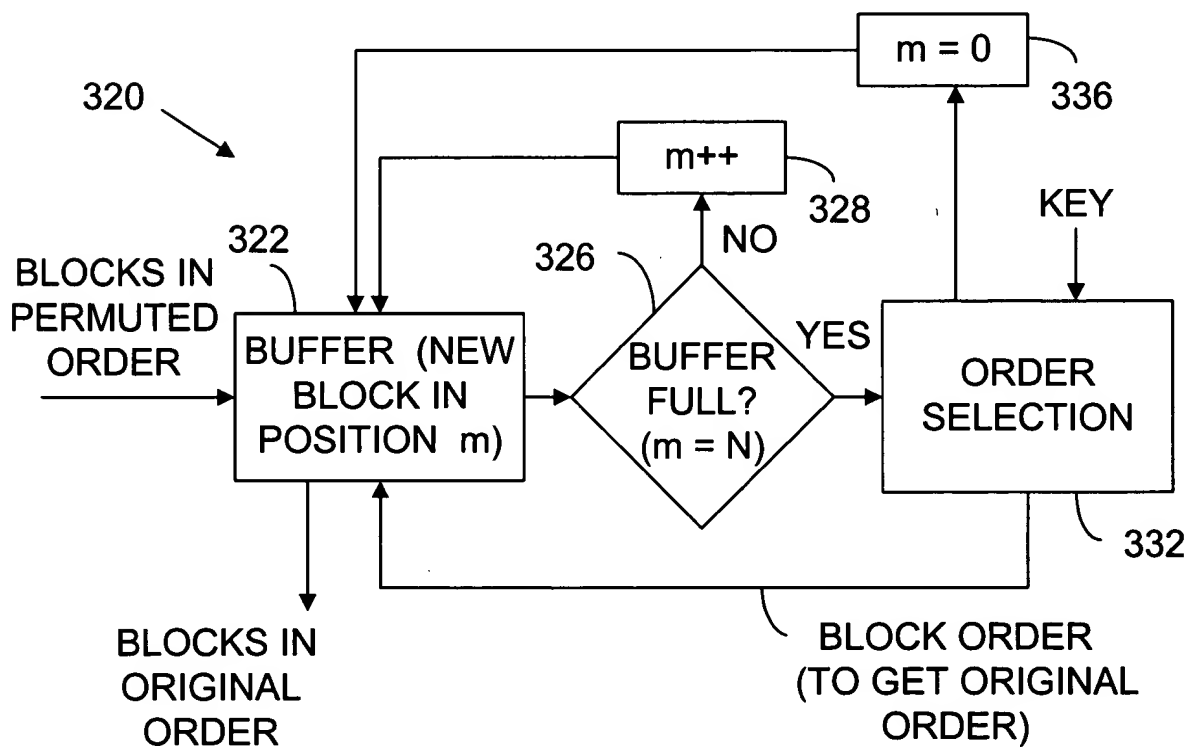 m = 0
336
320
m++
328
KEY
NO
322
326
BLOCKS IN
PERMUTED
ORDER
YES
BUFFER (NEW
BLOCK IN
POSITION m)
BUFFER
FULL?
(m = N)
ORDER
SELECTION
332
BLOCKS IN
ORIGINAL
ORDER
BLOCK ORDER
(TO GET ORIGINAL
ORDER)